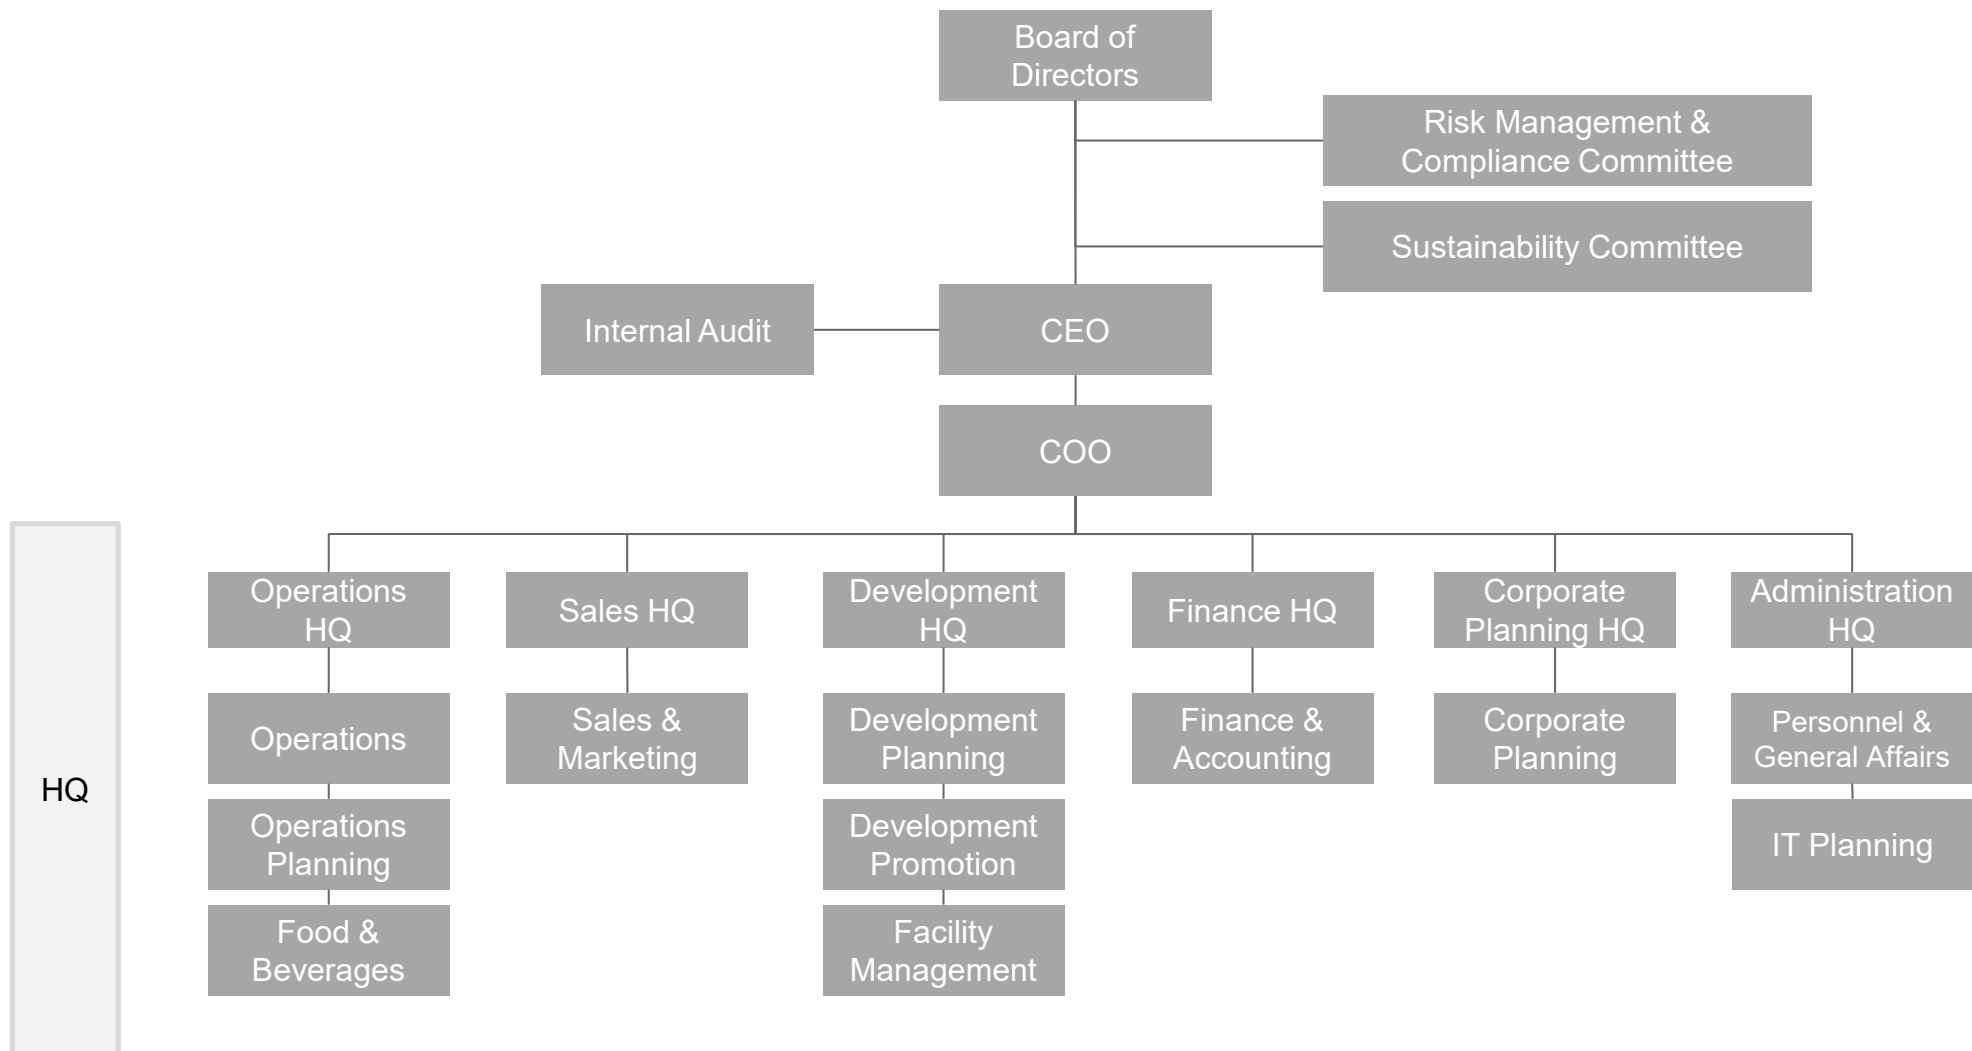 Board of
Directors
Risk Management &
Compliance Committee
Sustainability Committee
Internal Audit
CEO
COO
HQ
Operations
HQ
Sales HQ
Development
HQ
Finance HQ
Corporate
Planning HQ
Administration
HQ
Operations
Sales &
Marketing
Development
Planning
Finance &
Accounting
Corporate
Planning
Personnel &
General Affairs
Operations
Planning
Development
Promotion
IT Planning
Food &
Beverages
Facility
Management